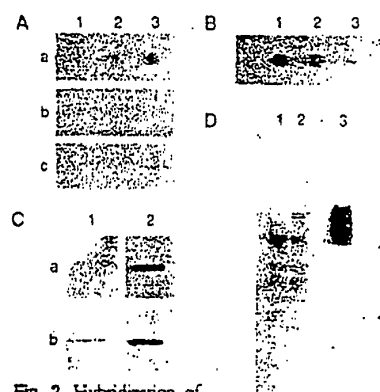 A 1 2 3
B 1 2 3
a
b
c
D 1 2 3
C 1 2
a
b
Fig. 2. Hybridization of